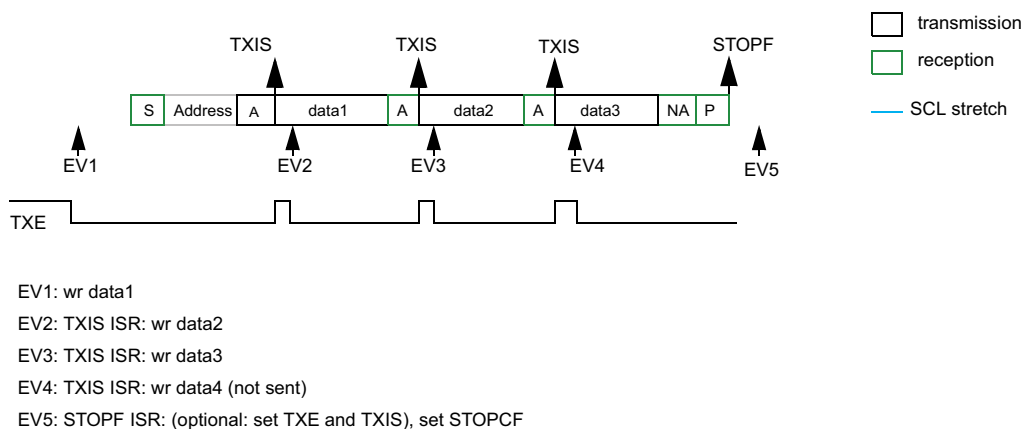 transmission
TXIS TXIS TXIS STOPF
reception
S Address A data1 A data2 A data3 NA P
SCL stretch
EV1 EV2 EV3 EV4 EV5
TXE
EV1: wr data1
EV2: TXIS ISR: wr data2
EV3: TXIS ISR: wr data3
EV4: TXIS ISR: wr data4 (not sent)
EV5: STOPF ISR: (optional: set TXE and TXIS), set STOPCF